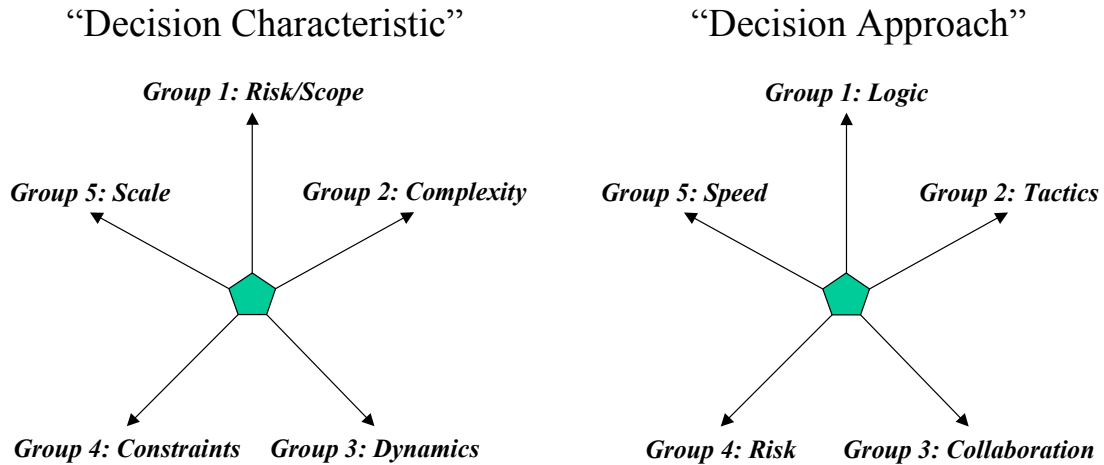 “Decision Characteristic”
“Decision Approach”
Group 1: Risk/Scope
Group 1: Logic
Group 5: Scale
Group 2: Complexity
Group 5: Speed
Group 2: Tactics
Group 4: Constraints
Group 3: Dynamics
Group 4: Risk
Group 3: Collaboration